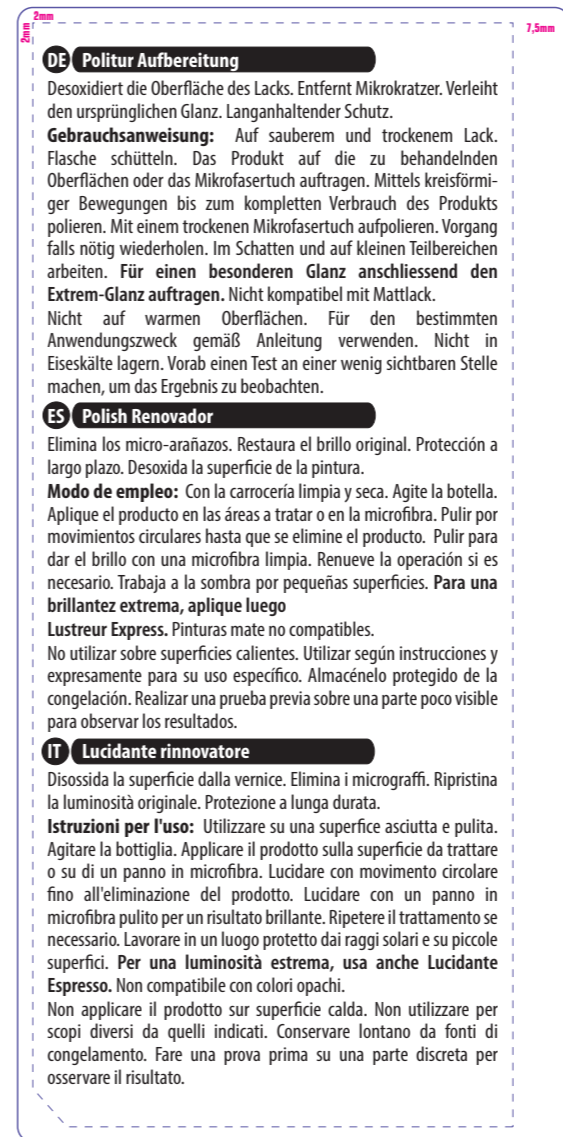 2mm
2mm
7,5mm
DE Politur Aufbereitung
Desoxidiert die Oberfläche des Lacks. Entfernt Mikrokratzer. Verleiht
den ursprünglichen Glanz. Langanhaltender Schutz.
Gebrauchsanweisung: Auf sauberem und trockenem Lack.
Flasche schütteln. Das Produkt auf die zu behandelnden
Oberflächen oder das Mikrofasertuch auftragen. Mittels kreisförmi-
ger Bewegungen bis zum kompletten Verbrauch des Produkts
polieren. Mit einem trockenen Mikrofasertuch aufpolieren. Vorgang
falls nötig wiederholen. Im Schatten und auf kleinen Teilbereichen
arbeiten. Für einen besonderen Glanz anschliessend den
Extrem-Glanz auftragen. Nicht kompatibel mit Mattlack.
Nicht auf warmen Oberflächen. Für den bestimmten
Anwendungszweck gemäß Anleitung verwenden. Nicht in
Eiseskälte lagern. Vorab einen Test an einer wenig sichtbaren Stelle
machen, um das Ergebnis zu beobachten.
ES Polish Renovador
Elimina los micro-arañazos. Restaura el brillo original. Protección a
largo plazo. Desoxida la superficie de la pintura.
Modo de empleo: Con la carrocería limpia y seca. Agite la botella.
Aplique el producto en las áreas a tratar o en la microfibra. Pulir por
movimientos circulares hasta que se elimine el producto. Pulir para
dar el brillo con una microfibra limpia. Renueve la operación si es
necesario. Trabaja a la sombra por pequeñas superficies. Para una
brillantez extrema, aplique luego
Lustreur Express. Pinturas mate no compatibles.
No utilizar sobre superficies calientes. Utilizar según instrucciones y
expresamente para su uso específico. Almacénelo protegido de la
congelación. Realizar una prueba previa sobre una parte poco visible
para observar los resultados.
IT Lucidante rinnovatore
Disossida la superficie dalla vernice. Elimina i micrograffi. Ripristina
la luminosità originale. Protezione a lunga durata.
Istruzioni per l'uso: Utilizzare su una superfice asciutta e pulita.
Agitare la bottiglia. Applicare il prodotto sulla superficie da trattare
o su di un panno in microfibra. Lucidare con movimento circolare
fino all'eliminazione del prodotto. Lucidare con un panno in
microfibra pulito per un risultato brillante. Ripetere il trattamento se
necessario. Lavorare in un luogo protetto dai raggi solari e su piccole
superfici. Per una luminosità estrema, usa anche Lucidante
Espresso. Non compatibile con colori opachi.
Non applicare il prodotto sur superficie calda. Non utilizzare per
scopi diversi da quelli indicati. Conservare lontano da fonti di
congelamento. Fare una prova prima su una parte discreta per
osservare il risultato.